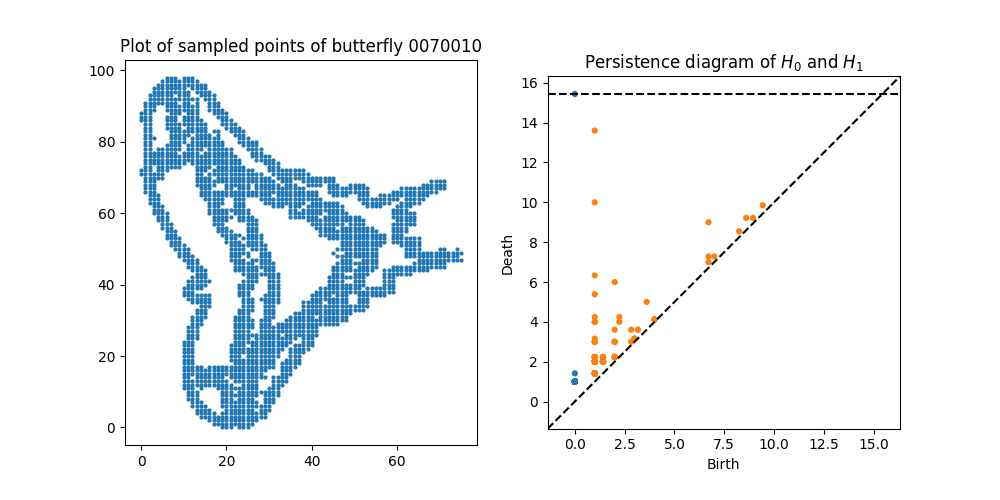 Plot of sampled points of butterfly 0070010
100
80
60
40
20
0
0 20 40 60
Persistence diagram of H₀ and H₁
Death
16
14
12
10
8
6
4
2
0
0.0 2.5 5.0 7.5 10.0 12.5 15.0
Birth